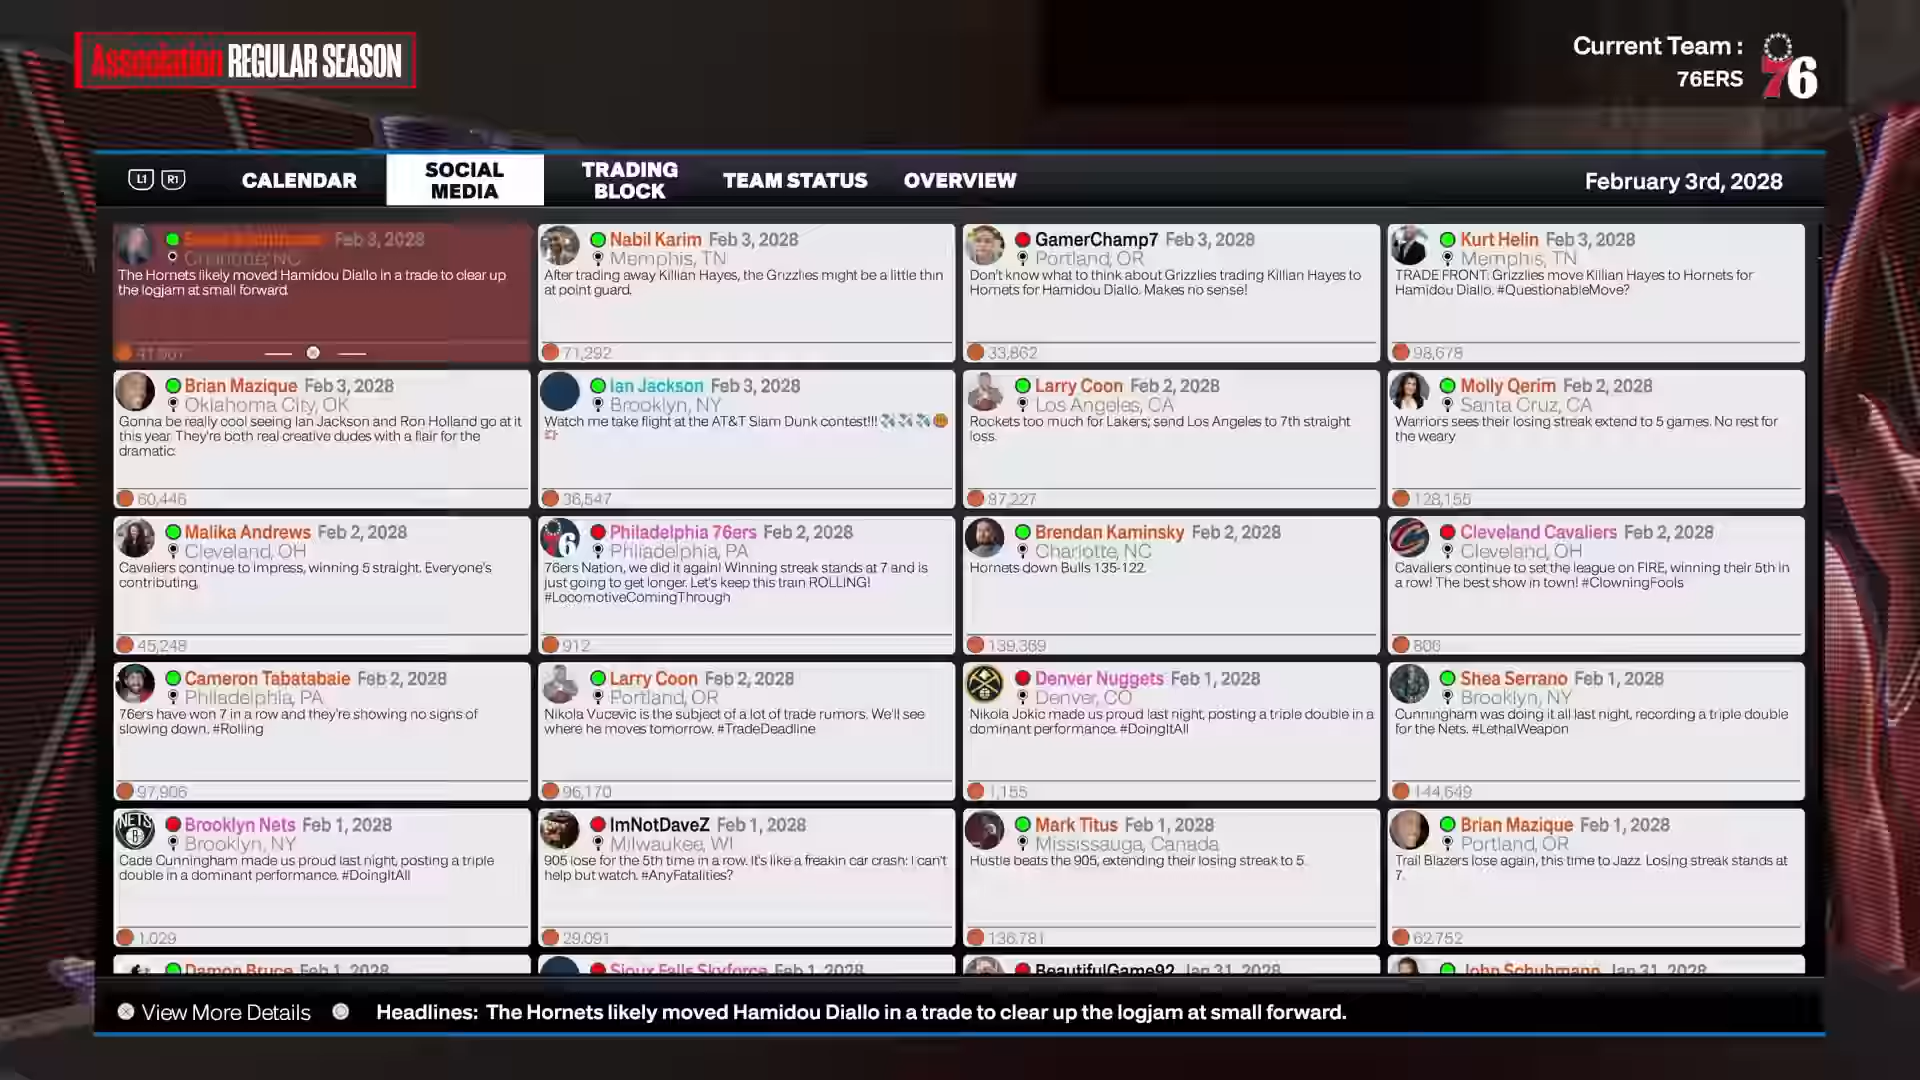 Association REGULAR SEASON
Current Team :
76ERS
L1 R1 CALENDAR SOCIAL MEDIA TRADING BLOCK TEAM STATUS OVERVIEW February 3rd, 2028
Feb 3, 2028
Charlotte, NC
The Hornets likely moved Hamidou Diallo in a trade to clear up
the logjam at small forward.
Nabil Karim Feb 3, 2028
Memphis, TN
After trading away Killian Hayes, the Grizzlies might be a little thin
at point guard.
71,292
GamerChamp7 Feb 3, 2028
Portland, OR
Don't know what to think about Grizzlies trading Killian Hayes to
Hornets for Hamidou Diallo. Makes no sense!
33,862
Kurt Helin Feb 3, 2028
Memphis, TN
TRADE FRONT: Grizzlies move Killian Hayes to Hornets for
Hamidou Diallo. #QuestionableMove?
98,678
Brian Mazique Feb 3, 2028
Oklahoma City, OK
Gonna be really cool seeing Ian Jackson and Ron Holland go at it
this year. They're both real creative dudes with a flair for the
dramatic.
60,446
Ian Jackson Feb 3, 2028
Brooklyn, NY
Watch me take flight at the AT&T Slam Dunk contest!!!
36,547
Larry Coon Feb 2, 2028
Los Angeles, CA
Rockets too much for Lakers; send Los Angeles to 7th straight
loss.
87,227
Molly Qerim Feb 2, 2028
Santa Cruz, CA
Warriors sees their losing streak extend to 5 games. No rest for
the weary
128,155
Malika Andrews Feb 2, 2028
Cleveland, OH
Cavaliers continue to impress, winning 5 straight. Everyone's
contributing.
45,248
Philadelphia 76ers Feb 2, 2028
Philadelphia, PA
76ers Nation, we did it again! Winning streak stands at 7 and is
just going to get longer. Let's keep this train ROLLING!
#LocomotiveComingThrough
912
Brendan Kaminsky Feb 2, 2028
Charlotte, NC
Hornets down Bulls 135-122.
139,369
Cleveland Cavaliers Feb 2, 2028
Cleveland, OH
Cavaliers continue to set the league on FIRE, winning their 5th in
a row! The best show in town! #ClowningFools
806
Cameron Tabatabaie Feb 2, 2028
Philadelphia, PA
76ers have won 7 in a row and they're showing no signs of
slowing down. #Rolling
97,906
Larry Coon Feb 2, 2028
Portland, OR
Nikola Vucevic is the subject of a lot of trade rumors. We'll see
where he moves tomorrow. #TradeDeadline
96,170
Denver Nuggets Feb 1, 2028
Denver, CO
Nikola Jokic made us proud last night, posting a triple double in a
dominant performance. #DoingItAll
1,155
Shea Serrano Feb 1, 2028
Brooklyn, NY
Cunningham was doing it all last night, recording a triple double
for the Nets. #LethalWeapon
144,649
Brooklyn Nets Feb 1, 2028
Brooklyn, NY
Cade Cunningham made us proud last night, posting a triple
double in a dominant performance. #DoingItAll
1,029
ImNotDaveZ Feb 1, 2028
Milwaukee, WI
905 lose for the 5th time in a row. It's like a freakin car crash: I can't
help but watch. #AnyFatalities?
29,091
Mark Titus Feb 1, 2028
Mississauga, Canada
Hustle beats the 905, extending their losing streak to 5.
136,781
Brian Mazique Feb 1, 2028
Portland, OR
Trail Blazers lose again, this time to Jazz. Losing streak stands at
7.
62,752
Damon Bruce Feb 1, 2028
Sioux Falls Skyforce Feb 1, 2028
BeautifulGame92 Jan 31, 2028
John Schuhmann Jan 31, 2028
View More Details Headlines: The Hornets likely moved Hamidou Diallo in a trade to clear up the logjam at small forward.